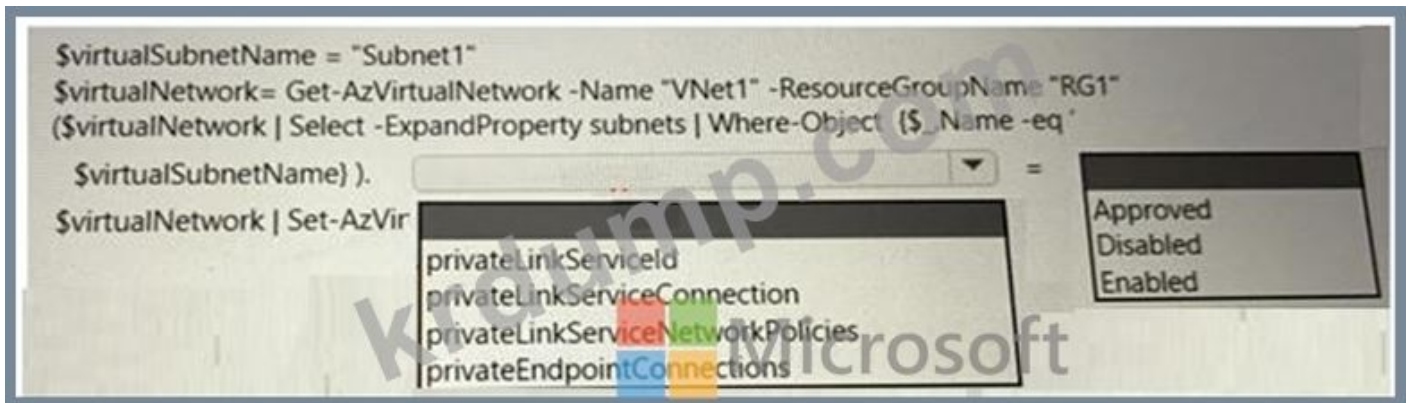 $virtualSubnetName = "Subnet1"
$virtualNetwork= Get-AzVirtualNetwork -Name "VNet1" -ResourceGroupName "RG1"
($virtualNetwork | Select -ExpandProperty subnets | Where-Object {$_.Name -eq '
$virtualSubnetName} ). =
$virtualNetwork | Set-AzVir
privateLinkServiceId
privateLinkServiceConnection
privateLinkServiceNetworkPolicies
privateEndpointConnections
Approved
Disabled
Enabled
krdump.com
Microsoft